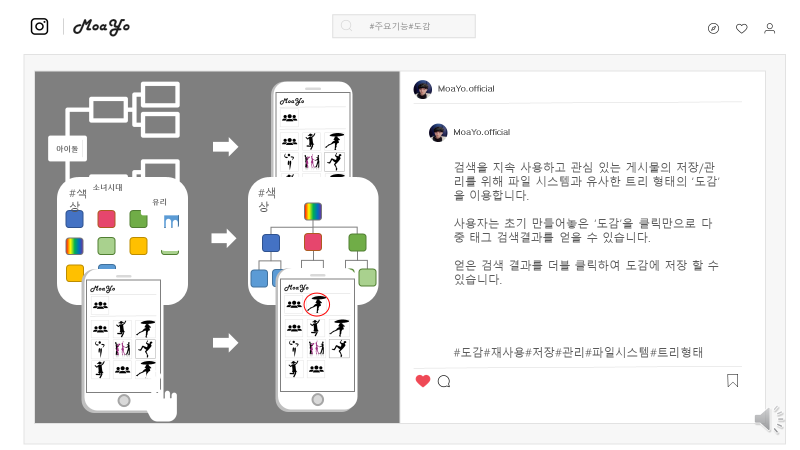 MoaYo
#주요기능#도감
MoaYo.official
MoaYo.official
아이돌
소녀시대
#색
상
유리
MoaYo
#색
상
MoaYo
MoaYo
검색을 지속 사용하고 관심 있는 게시물의 저장/관
리를 위해 파일 시스템과 유사한 트리 형태의 '도감'
을 이용합니다.
사용자는 초기 만들어놓은 '도감'을 클릭만으로 다
중 태그 검색결과를 얻을 수 있습니다.
얻은 검색 결과를 더블 클릭하여 도감에 저장 할 수
있습니다.
#도감#재사용#저장#관리#파일시스템#트리형태